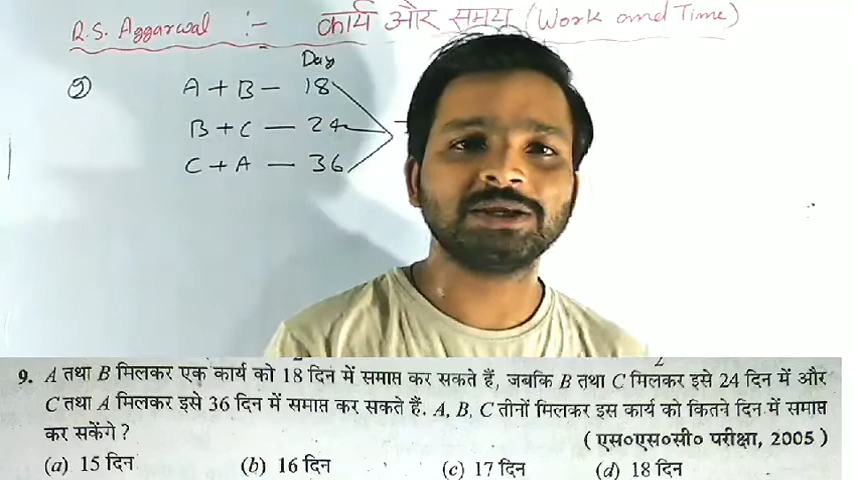 R.S. Aggarwal :- कार्य और समय (Work and Time)
Day
9 A + B — 18
B + C — 24
C + A — 36
9. A तथा B मिलकर एक कार्य को 18 दिन में समाप्त कर सकते हैं, जबकि B तथा C मिलकर इसे 24 दिन में और
C तथा A मिलकर इसे 36 दिन में समाप्त कर सकते हैं. A, B, C तीनों मिलकर इस कार्य को कितने दिन में समाप्त
कर सकेंगे ? (एस०एस०सी० परीक्षा, 2005)
(a) 15 दिन (b) 16 दिन (c) 17 दिन (d) 18 दिन